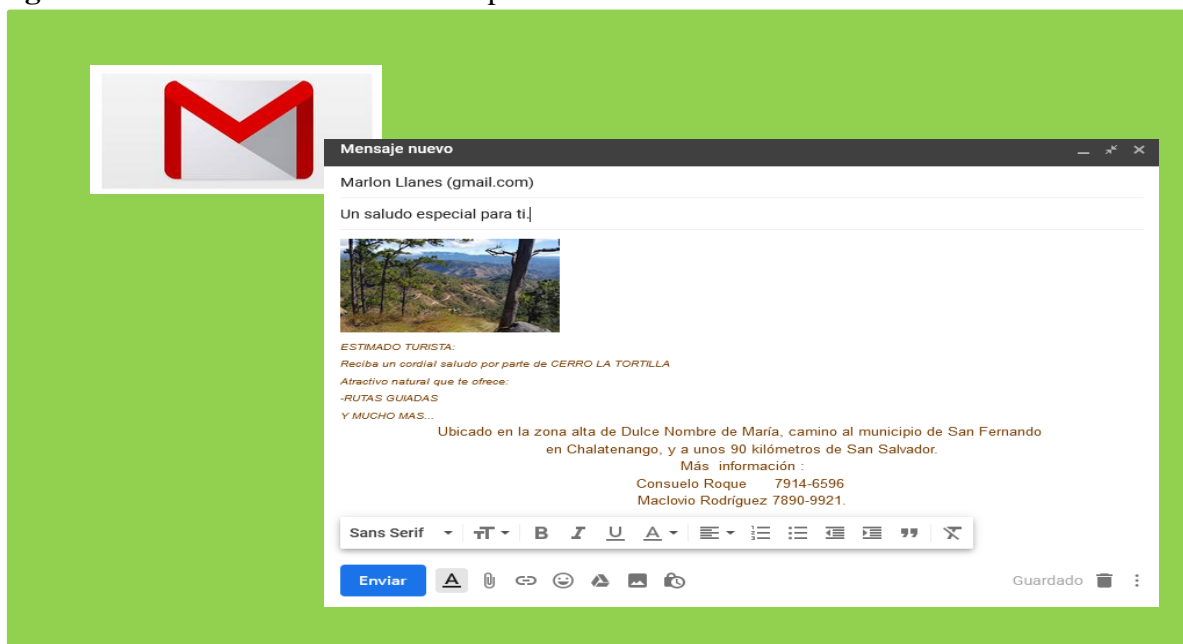 Mensaje nuevo
Marlon Llanes (gmail.com)
Un saludo especial para ti.
ESTIMADO TURISTA:
Reciba un cordial saludo por parte de CERRO LA TORTILLA
Atractivo natural que te ofrece:
-RUTAS GUIADAS
Y MUCHO MAS...
Ubicado en la zona alta de Dulce Nombre de María, camino al municipio de San Fernando
en Chalatenango, y a unos 90 kilómetros de San Salvador.
Más información :
Consuelo Roque 7914-6596
Maclovio Rodríguez 7890-9921.
Sans Serif
Enviar
Guardado